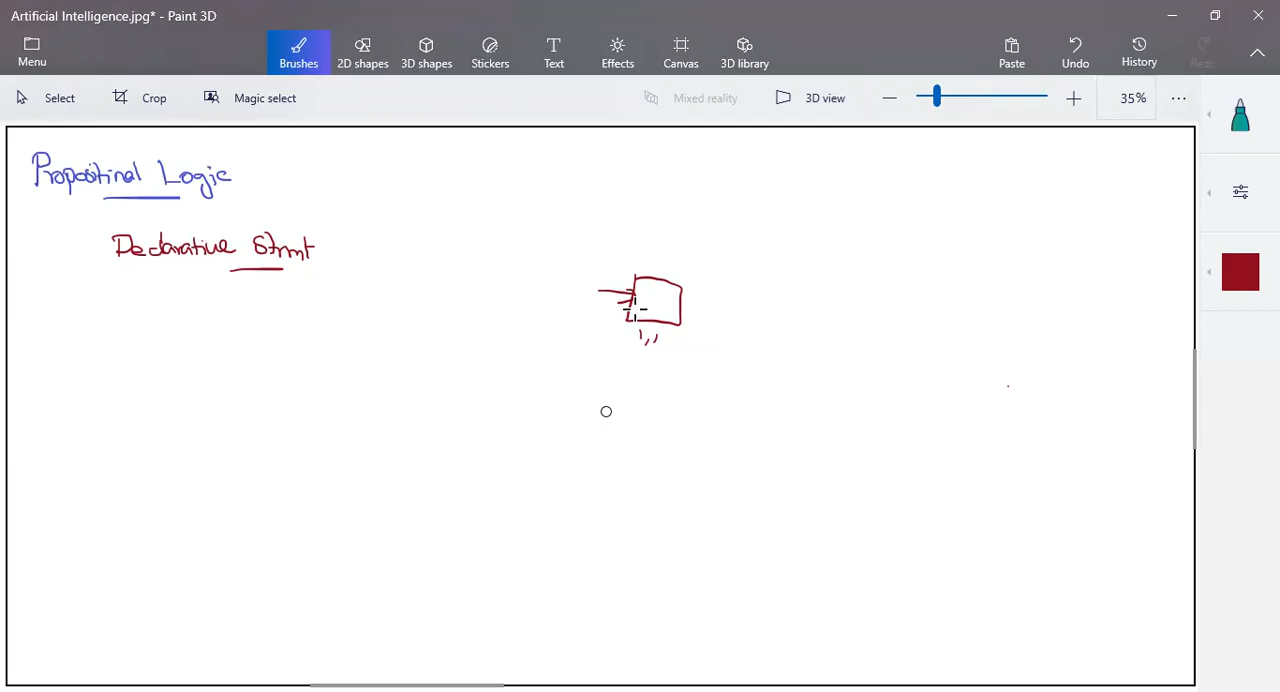 Artificial Intelligence.jpg* - Paint 3D
Menu
Brushes
2D shapes
3D shapes
Stickers
Text
Effects
Canvas
3D library
Paste
Undo
History
Redo
Select
Crop
Magic select
Mixed reality
3D view
35%
Propositinal Logic
Declarative Stmt